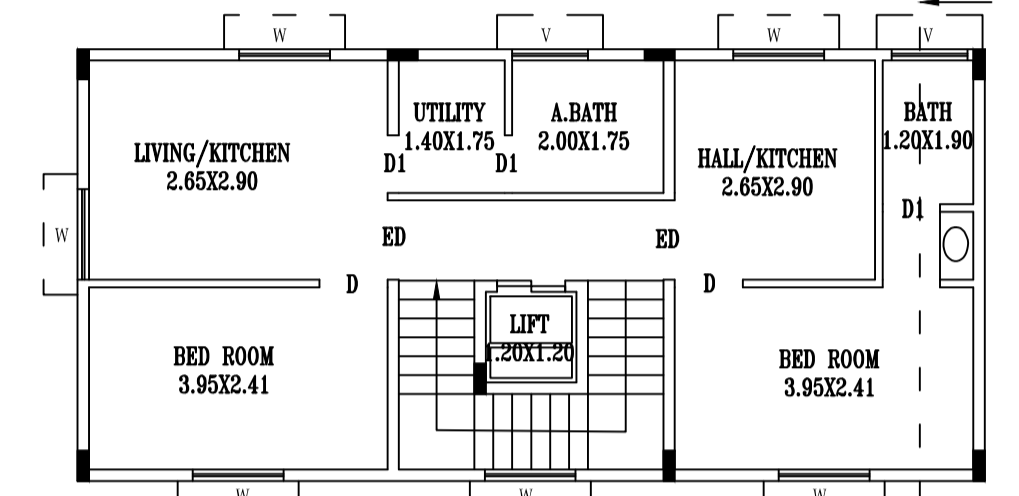 W
V
W
V
UTILITY
1.40X1.75
A.BATH
2.00X1.75
BATH
1.20X1.90
LIVING/KITCHEN
2.65X2.90
D1
D1
HALL/KITCHEN
2.65X2.90
D1
W
ED
ED
D
D
LIFT
1.20X1.20
BED ROOM
3.95X2.41
BED ROOM
3.95X2.41
W
W
W